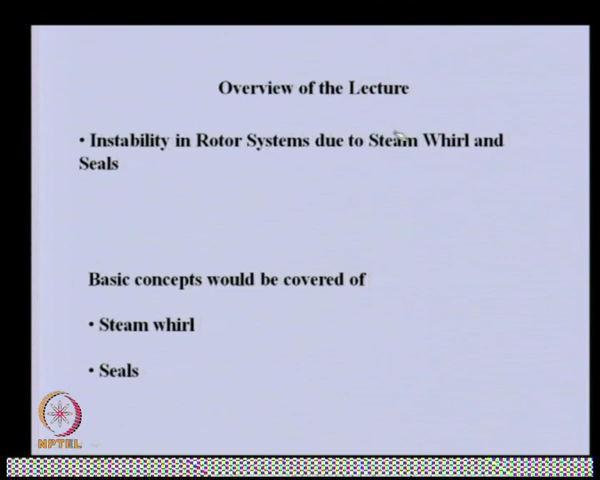 Overview of the Lecture
• Instability in Rotor Systems due to Steam Whirl and
Seals
Basic concepts would be covered of
• Steam whirl
• Seals
NPTEL